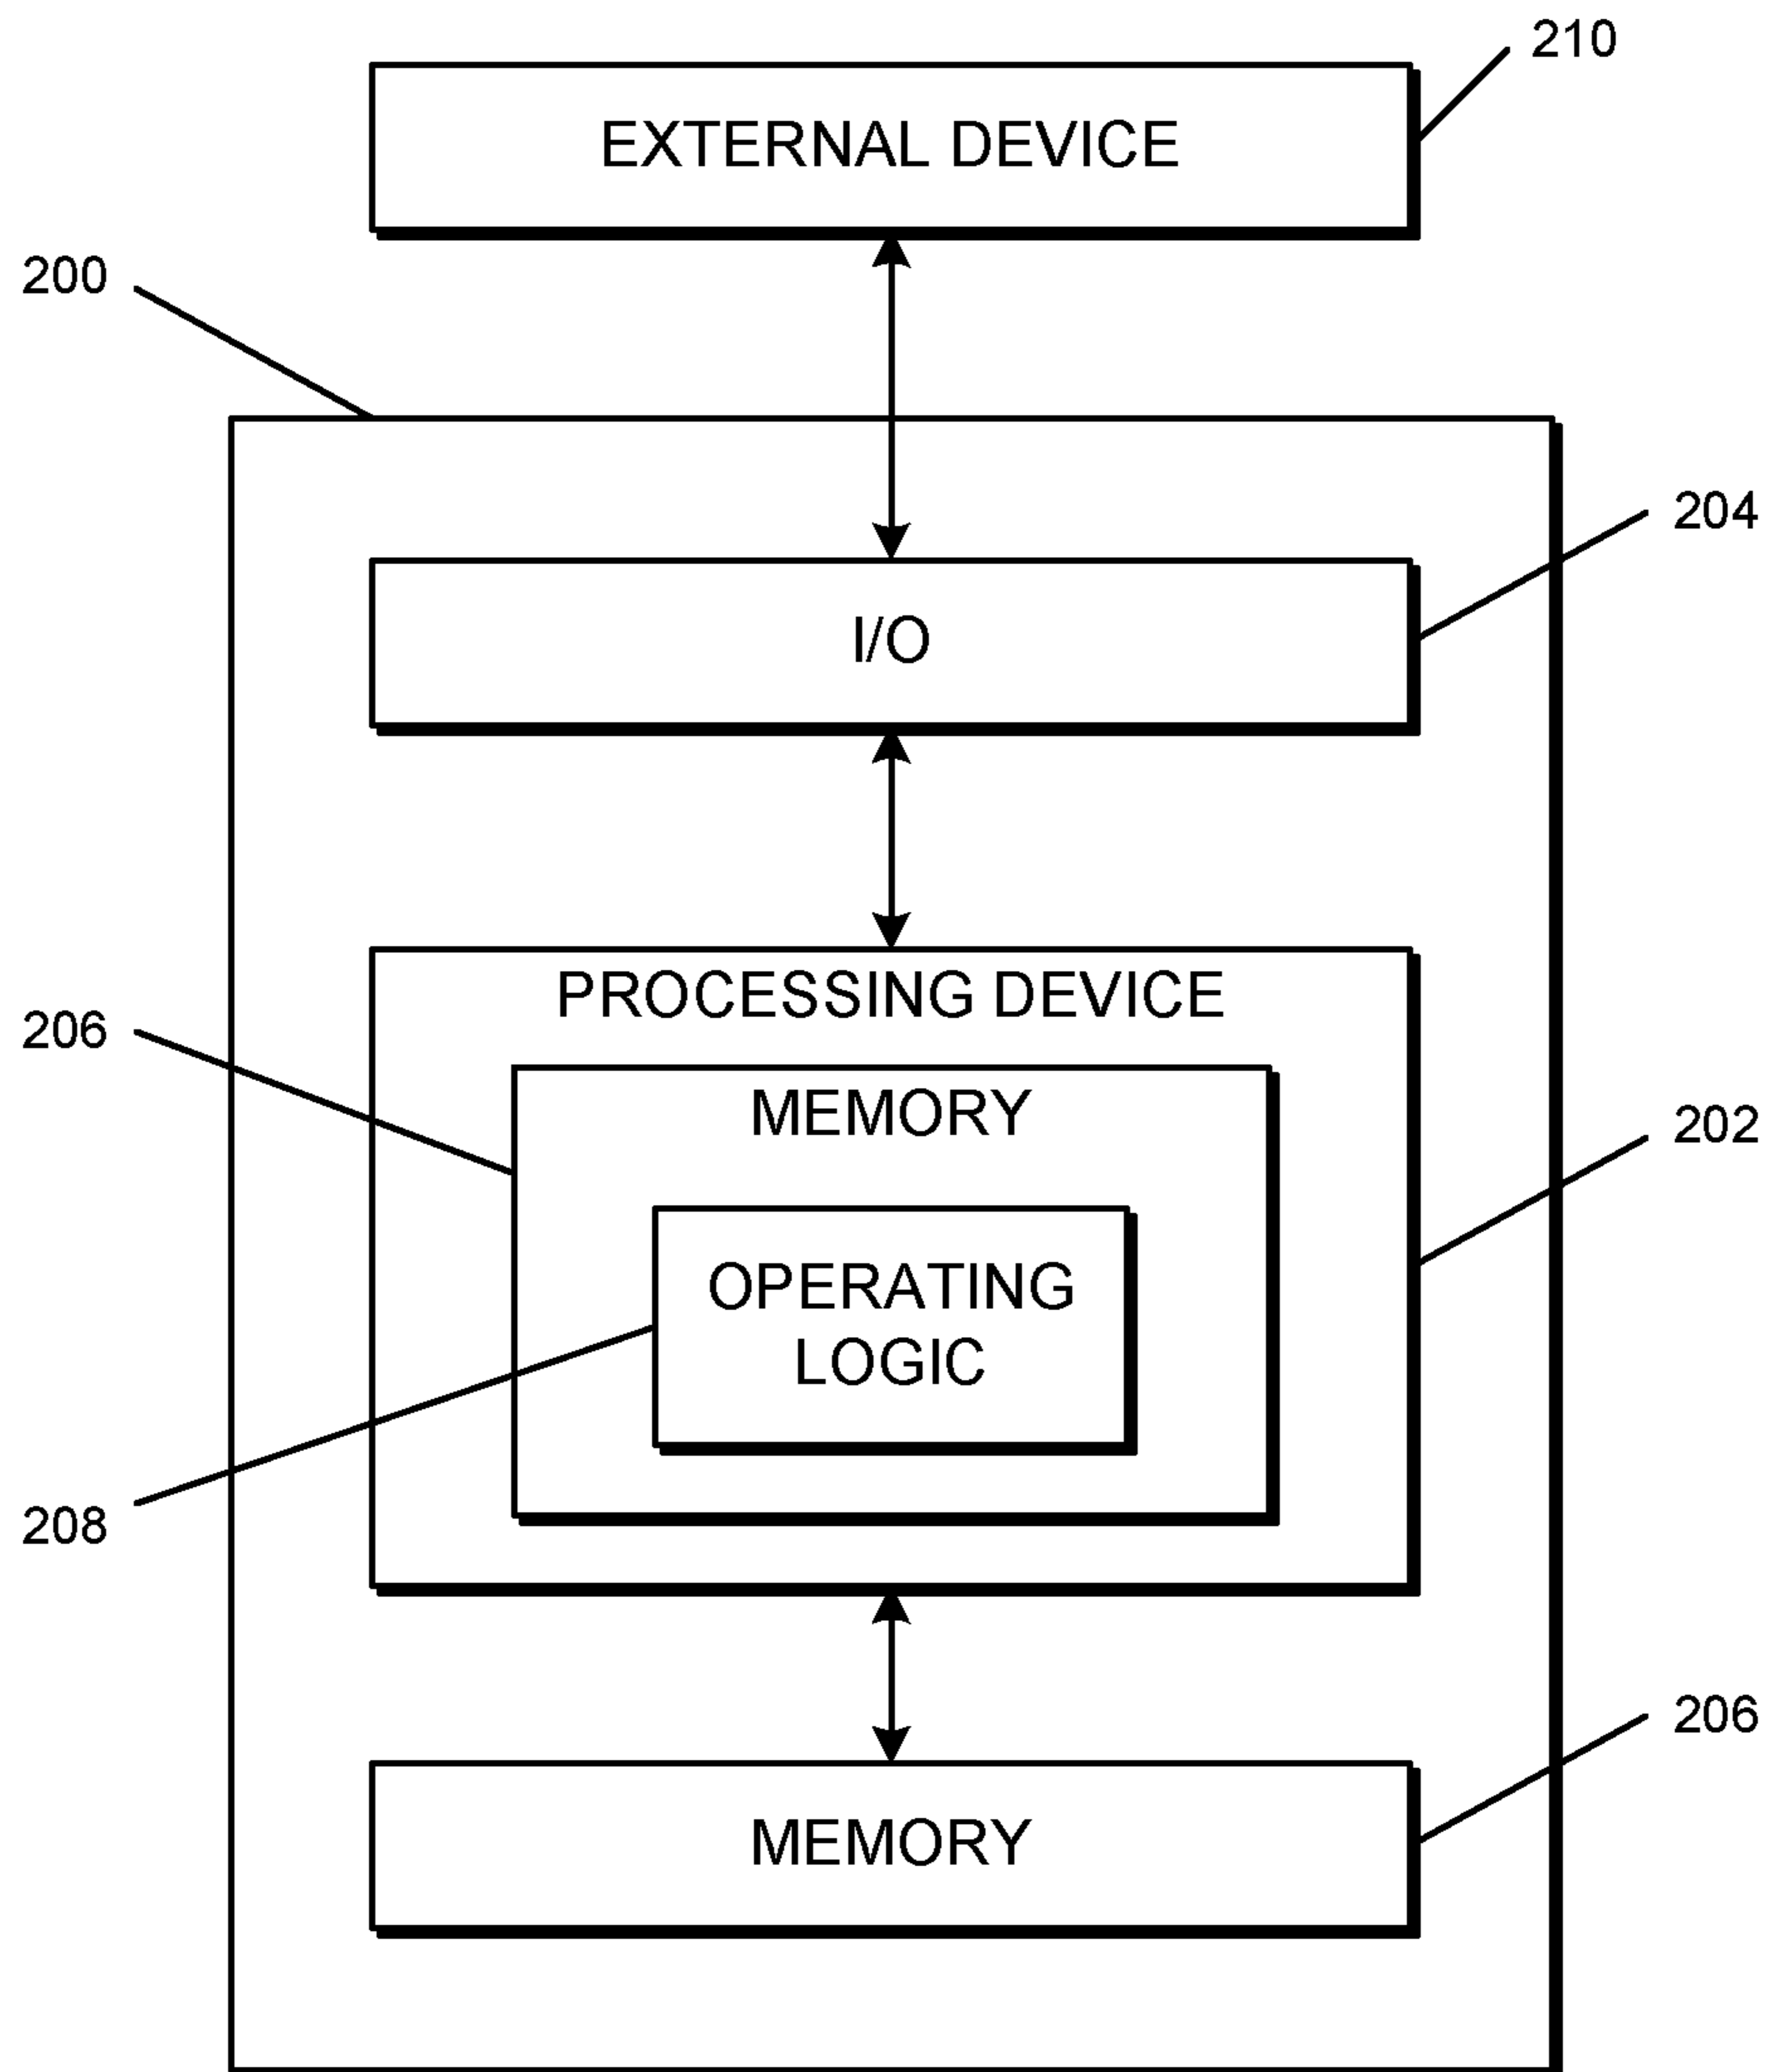 210
EXTERNAL DEVICE
200
204
I/O
PROCESSING DEVICE
206
MEMORY
202
OPERATING
LOGIC
208
206
MEMORY